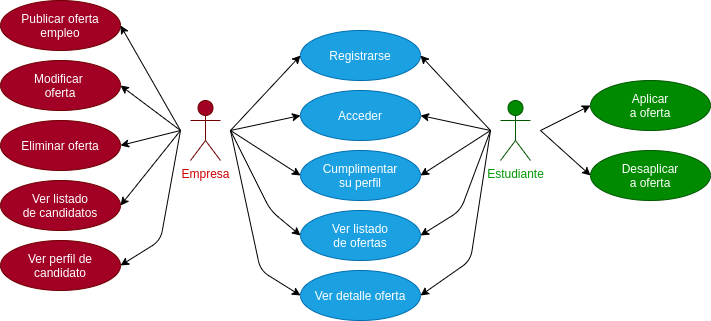 Publicar oferta
empleo
Modificar
oferta
Eliminar oferta
Ver listado
de candidatos
Ver perfil de
candidato
Empresa
Registrarse
Acceder
Cumplimentar
su perfil
Ver listado
de ofertas
Ver detalle oferta
Estudiante
Aplicar
a oferta
Desaplicar
a oferta